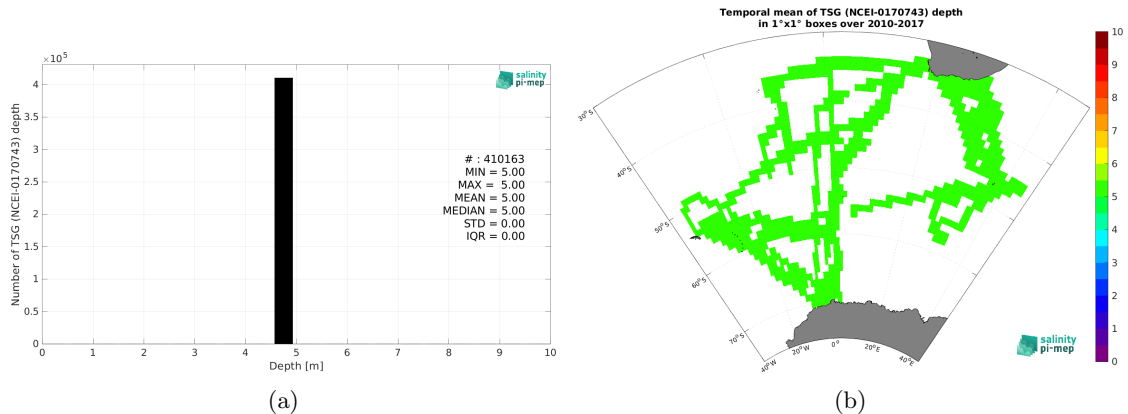 ×10⁵
4
3.5
3
2.5
2
1.5
1
0.5
0
Number of TSG (NCEI-0170743) depth
0 1 2 3 4 5 6 7 8 9 10
Depth [m]
salinity
pi-mep
# : 410163
MIN = 5.00
MAX = 5.00
MEAN = 5.00
MEDIAN = 5.00
STD = 0.00
IQR = 0.00
(a)
Temporal mean of TSG (NCEI-0170743) depth
in 1°x1° boxes over 2010-2017
30°S
40°S
50°S
60°S
70°S
40°W
20°W
0°
20°E
40°E
10
9
8
7
6
5
4
3
2
1
0
salinity
pi-mep
(b)